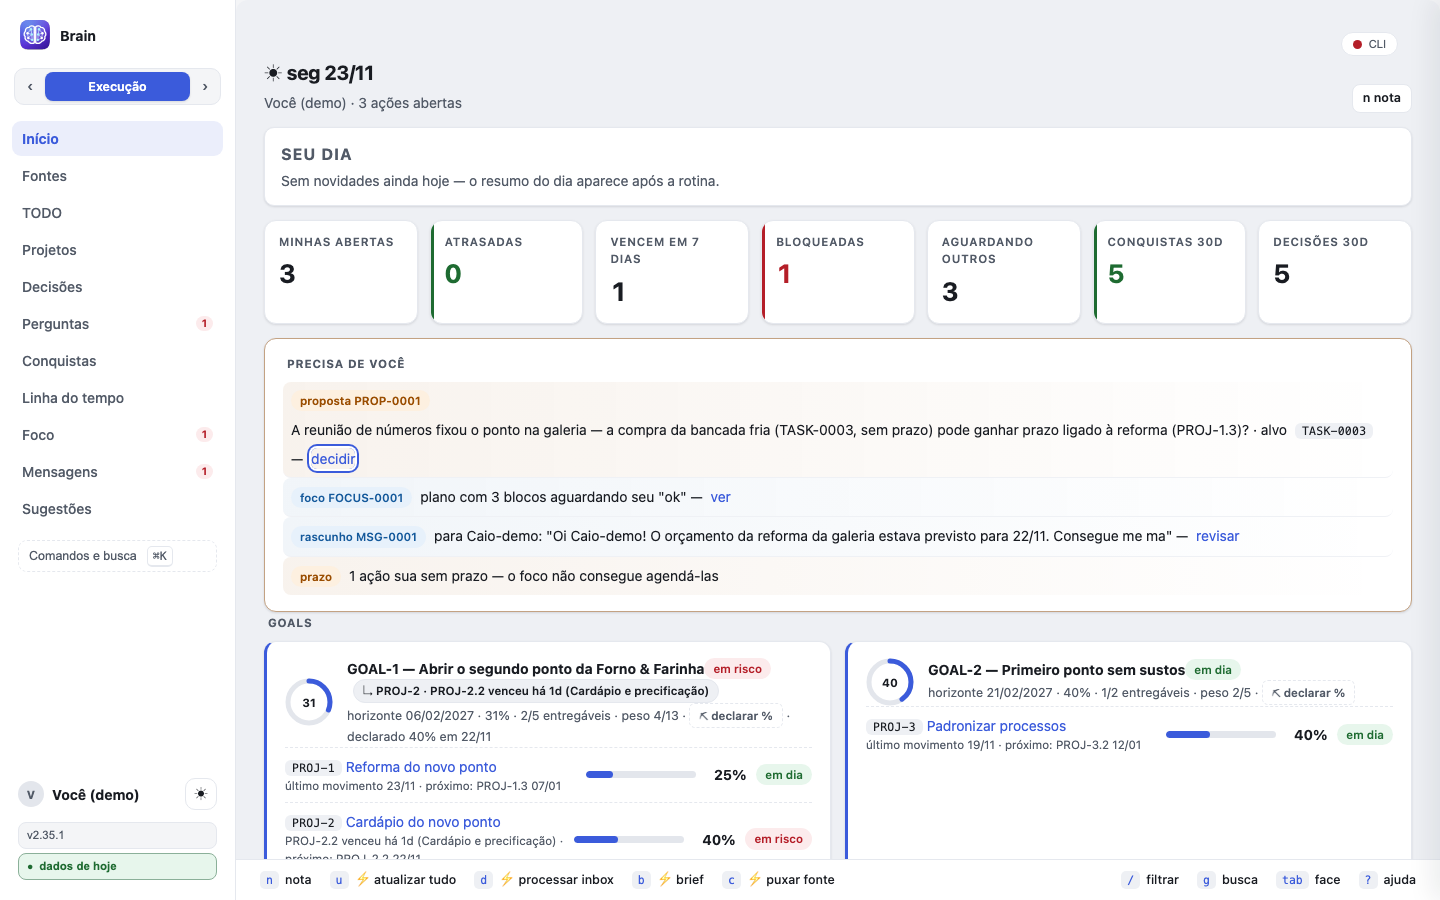 Brain
‹ Execução ›
Início
Fontes
TODO
Projetos
Decisões
Perguntas 1
Conquistas
Linha do tempo
Foco 1
Mensagens 1
Sugestões
Comandos e busca ⌘K
V Você (demo) ☀
v2.35.1
● dados de hoje
● CLI
☀ seg 23/11
Você (demo) · 3 ações abertas
n nota
SEU DIA
Sem novidades ainda hoje — o resumo do dia aparece após a rotina.
MINHAS ABERTAS
3
ATRASADAS
0
VENCEM EM 7
DIAS
1
BLOQUEADAS
1
AGUARDANDO
OUTROS
3
CONQUISTAS 30D
5
DECISÕES 30D
5
PRECISA DE VOCÊ
proposta PROP-0001
A reunião de números fixou o ponto na galeria — a compra da bancada fria (TASK-0003, sem prazo) pode ganhar prazo ligado à reforma (PROJ-1.3)? · alvo TASK-0003
— decidir
foco FOCUS-0001 plano com 3 blocos aguardando seu "ok" — ver
rascunho MSG-0001 para Caio-demo: "Oi Caio-demo! O orçamento da reforma da galeria estava previsto para 22/11. Consegue me ma" — revisar
prazo 1 ação sua sem prazo — o foco não consegue agendá-las
GOALS
31
GOAL-1 — Abrir o segundo ponto da Forno & Farinha em risco
PROJ-2 · PROJ-2.2 venceu há 1d (Cardápio e precificação)
horizonte 06/02/2027 · 31% · 2/5 entregáveis · peso 4/13 · ↖ declarar % ·
declarado 40% em 22/11
PROJ-1 Reforma do novo ponto
último movimento 23/11 · próximo: PROJ-1.3 07/01
25% em dia
PROJ-2 Cardápio do novo ponto
PROJ-2.2 venceu há 1d (Cardápio e precificação) ·
próximo: PROJ-2.2 22/11
40% em risco
40
GOAL-2 — Primeiro ponto sem sustos em dia
horizonte 21/02/2027 · 40% · 1/2 entregáveis · peso 2/5 · ↖ declarar %
PROJ-3 Padronizar processos
último movimento 19/11 · próximo: PROJ-3.2 12/01
40% em dia
n nota u ⚡ atualizar tudo d ⚡ processar inbox b ⚡ brief c ⚡ puxar fonte / filtrar g busca tab face ? ajuda